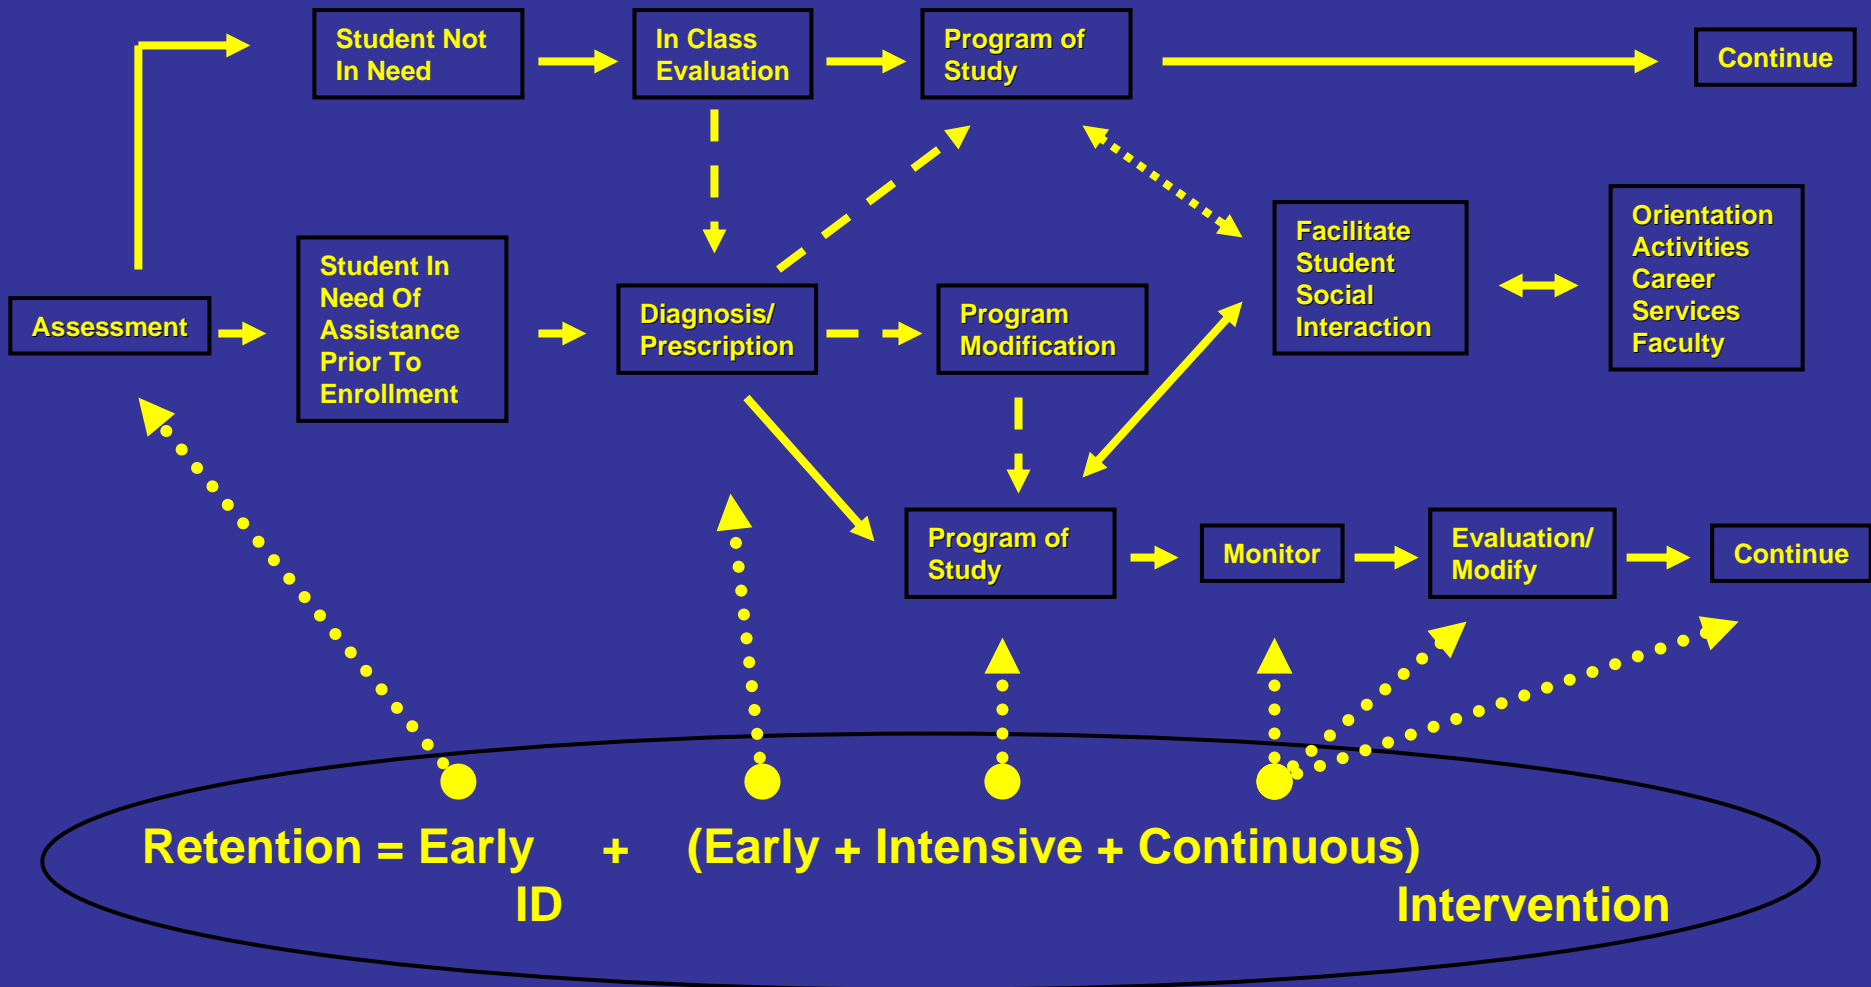 Student Not
In Need
In Class
Evaluation
Program of
Study
Continue
Assessment
Student In
Need Of
Assistance
Prior To
Enrollment
Diagnosis/
Prescription
Program
Modification
Facilitate
Student
Social
Interaction
Orientation
Activities
Career
Services
Faculty
Program of
Study
Monitor
Evaluation/
Modify
Continue
Retention = Early + (Early + Intensive + Continuous)
ID Intervention